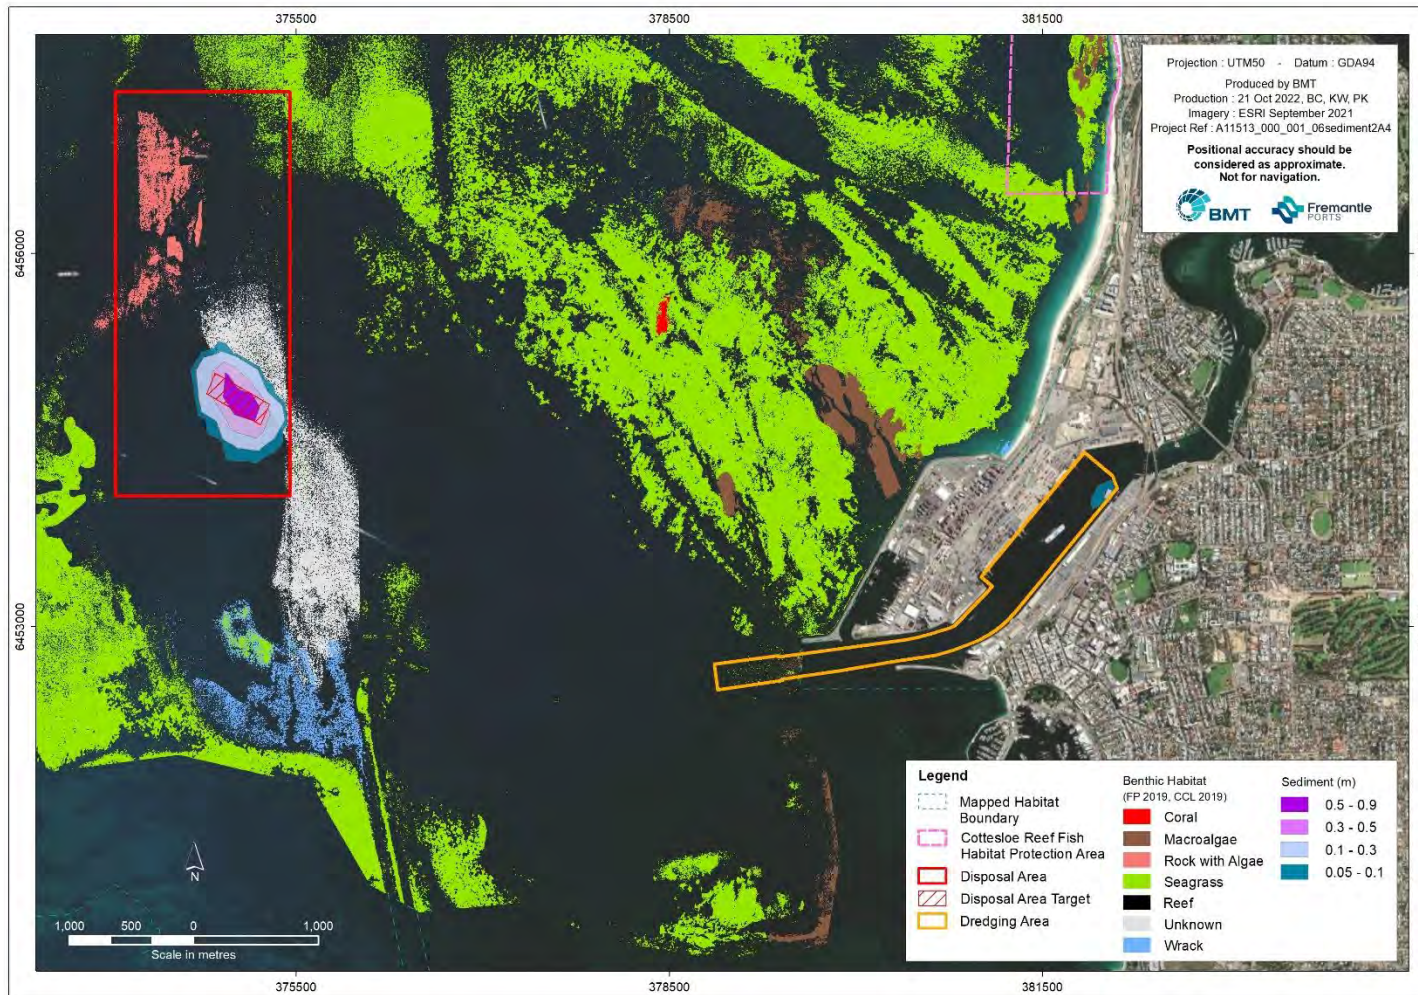 375500
378500
381500
Projection : UTM50 - Datum : GDA94
Produced by BMT
Production : 21 Oct 2022, BC, KW, PK
Imagery : ESRI September 2021
Project Ref : A11513_000_001_06sediment2A4
Positional accuracy should be
considered as approximate.
Not for navigation.
BMT
Fremantle
PORTS
6456000
6456000
6453000
6453000
N
1,000 500 0 1,000
Scale in metres
Legend
Mapped Habitat
Boundary
Cottesloe Reef Fish
Habitat Protection Area
Disposal Area
Disposal Area Target
Dredging Area
Benthic Habitat
(FP 2019, CCL 2019)
Coral
Macroalgae
Rock with Algae
Seagrass
Reef
Unknown
Wrack
Sediment (m)
0.5 - 0.9
0.3 - 0.5
0.1 - 0.3
0.05 - 0.1
375500
378500
381500